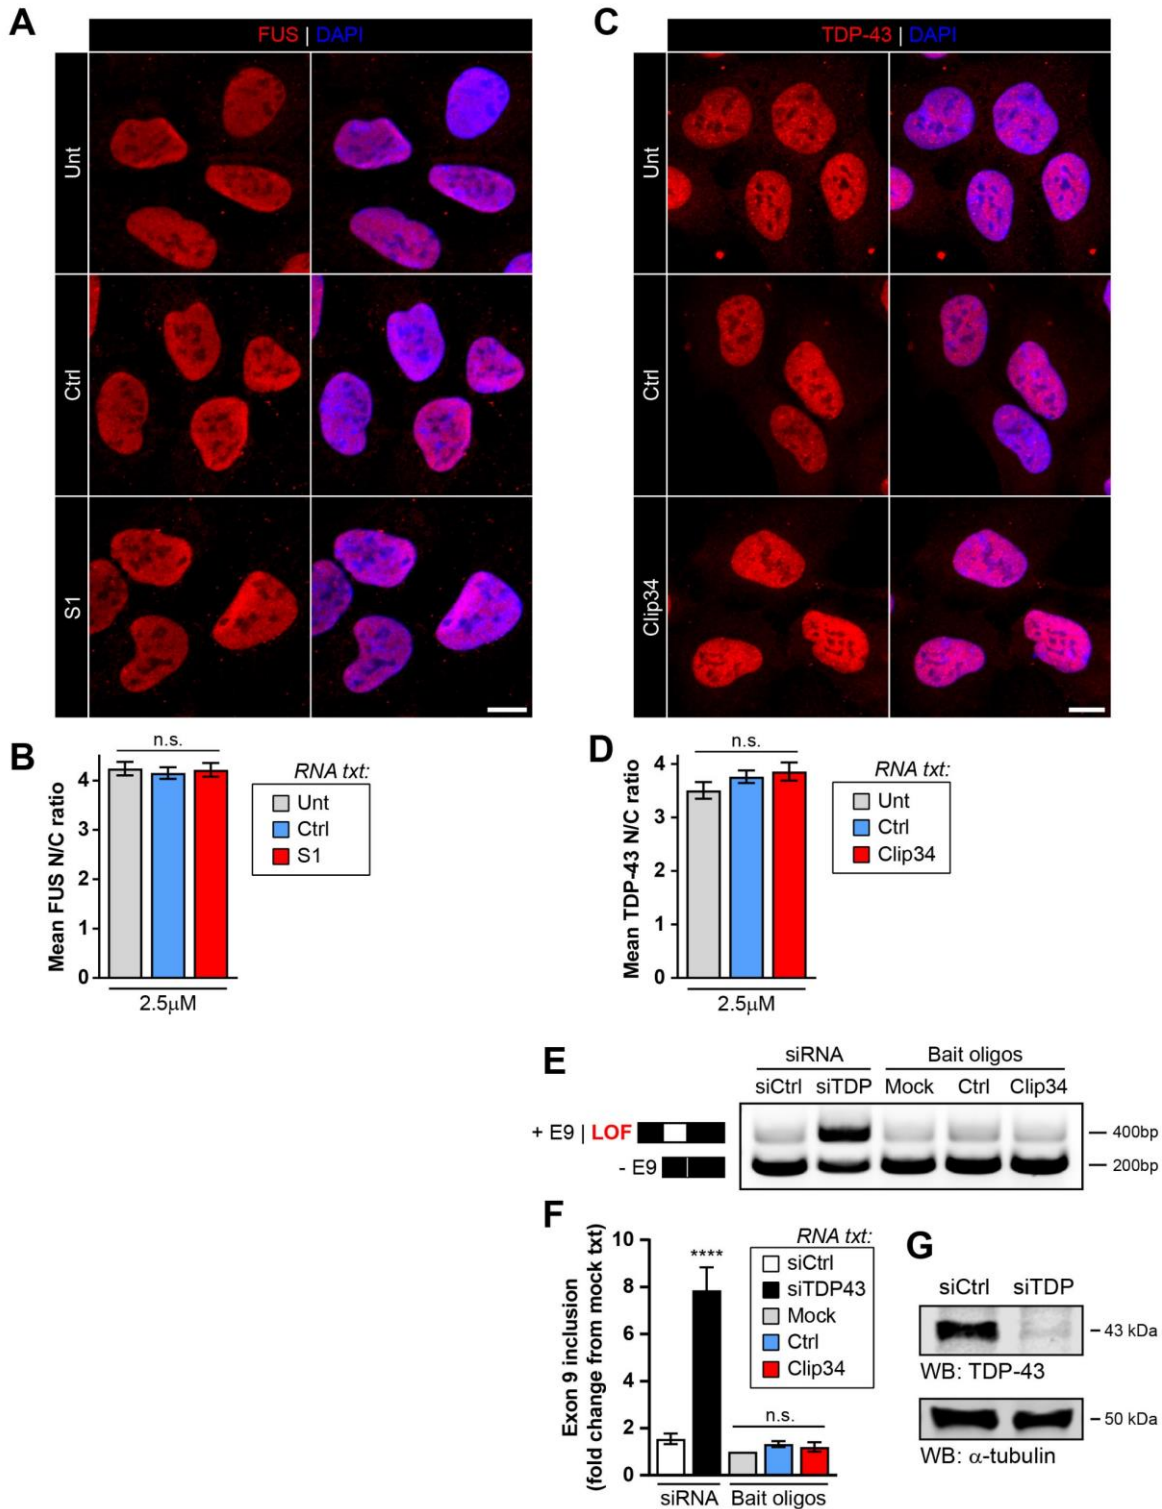 A
FUS | DAPI
Unt
Ctrl
S1
B
n.s.
Mean FUS N/C ratio
4
2
1
0
2.5µM
RNA txt:
Unt
Ctrl
S1
C
TDP-43 | DAPI
Unt
Ctrl
Clip34
D
n.s.
Mean TDP-43 N/C ratio
4
3
2
1
0
2.5µM
RNA txt:
Unt
Ctrl
Clip34
E
siRNA Bait oligos
siCtrl siTDP Mock Ctrl Clip34
+ E9 | LOF
400bp
- E9
200bp
F
Exon 9 inclusion
(fold change from mock txt)
10
8
6
4
2
0
****
n.s.
siRNA Bait oligos
RNA txt:
siCtrl
siTDP43
Mock
Ctrl
Clip34
G
siCtrl siTDP
43 kDa
WB: TDP-43
50 kDa
WB: α-tubulin